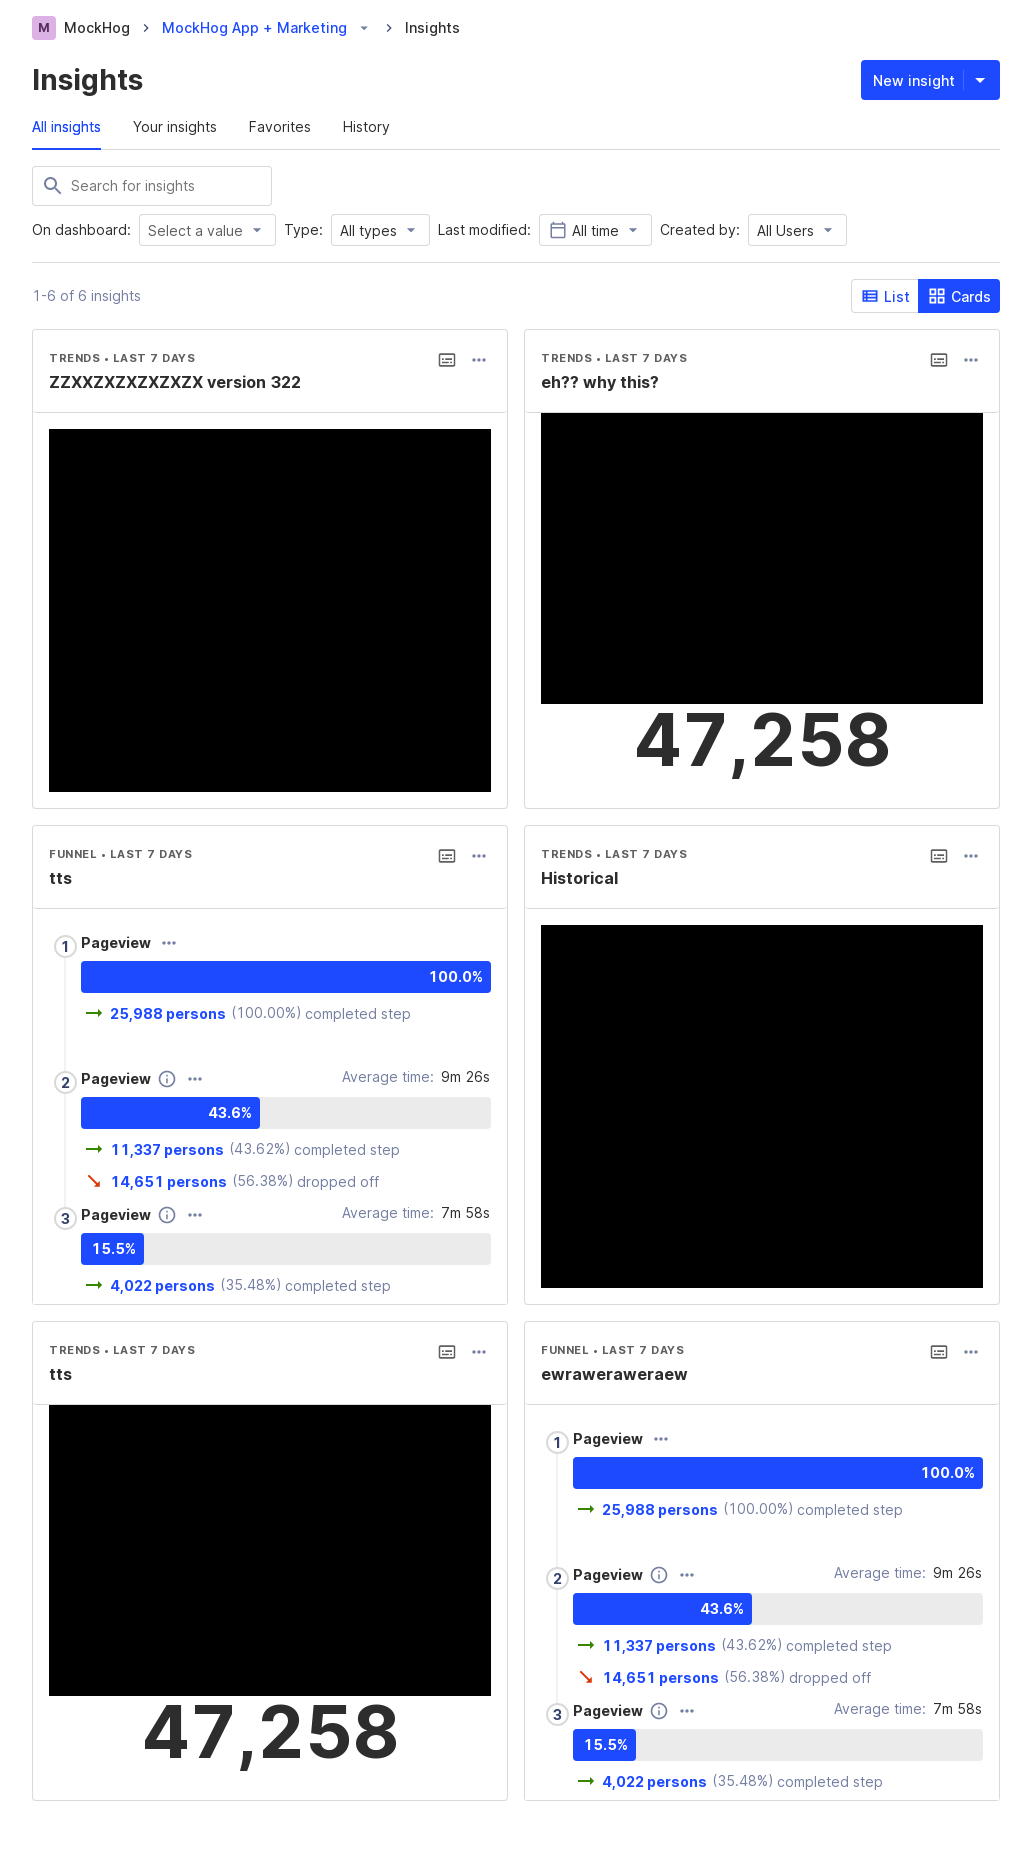 M MockHog MockHog App + Marketing Insights
Insights
New insight
All insights Your insights Favorites History
Search for insights
On dashboard: Select a value Type: All types Last modified: All time Created by: All Users
1-6 of 6 insights
List Cards
TRENDS • LAST 7 DAYS
ZZXXZXZXZXZXZX version 322
TRENDS • LAST 7 DAYS
eh?? why this?
47,258
FUNNEL • LAST 7 DAYS
tts
1 Pageview
100.0%
25,988 persons (100.00%) completed step
2 Pageview Average time: 9m 26s
43.6%
11,337 persons (43.62%) completed step
14,651 persons (56.38%) dropped off
3 Pageview Average time: 7m 58s
15.5%
4,022 persons (35.48%) completed step
TRENDS • LAST 7 DAYS
Historical
TRENDS • LAST 7 DAYS
tts
47,258
FUNNEL • LAST 7 DAYS
ewraweraweraew
1 Pageview
100.0%
25,988 persons (100.00%) completed step
2 Pageview Average time: 9m 26s
43.6%
11,337 persons (43.62%) completed step
14,651 persons (56.38%) dropped off
3 Pageview Average time: 7m 58s
15.5%
4,022 persons (35.48%) completed step